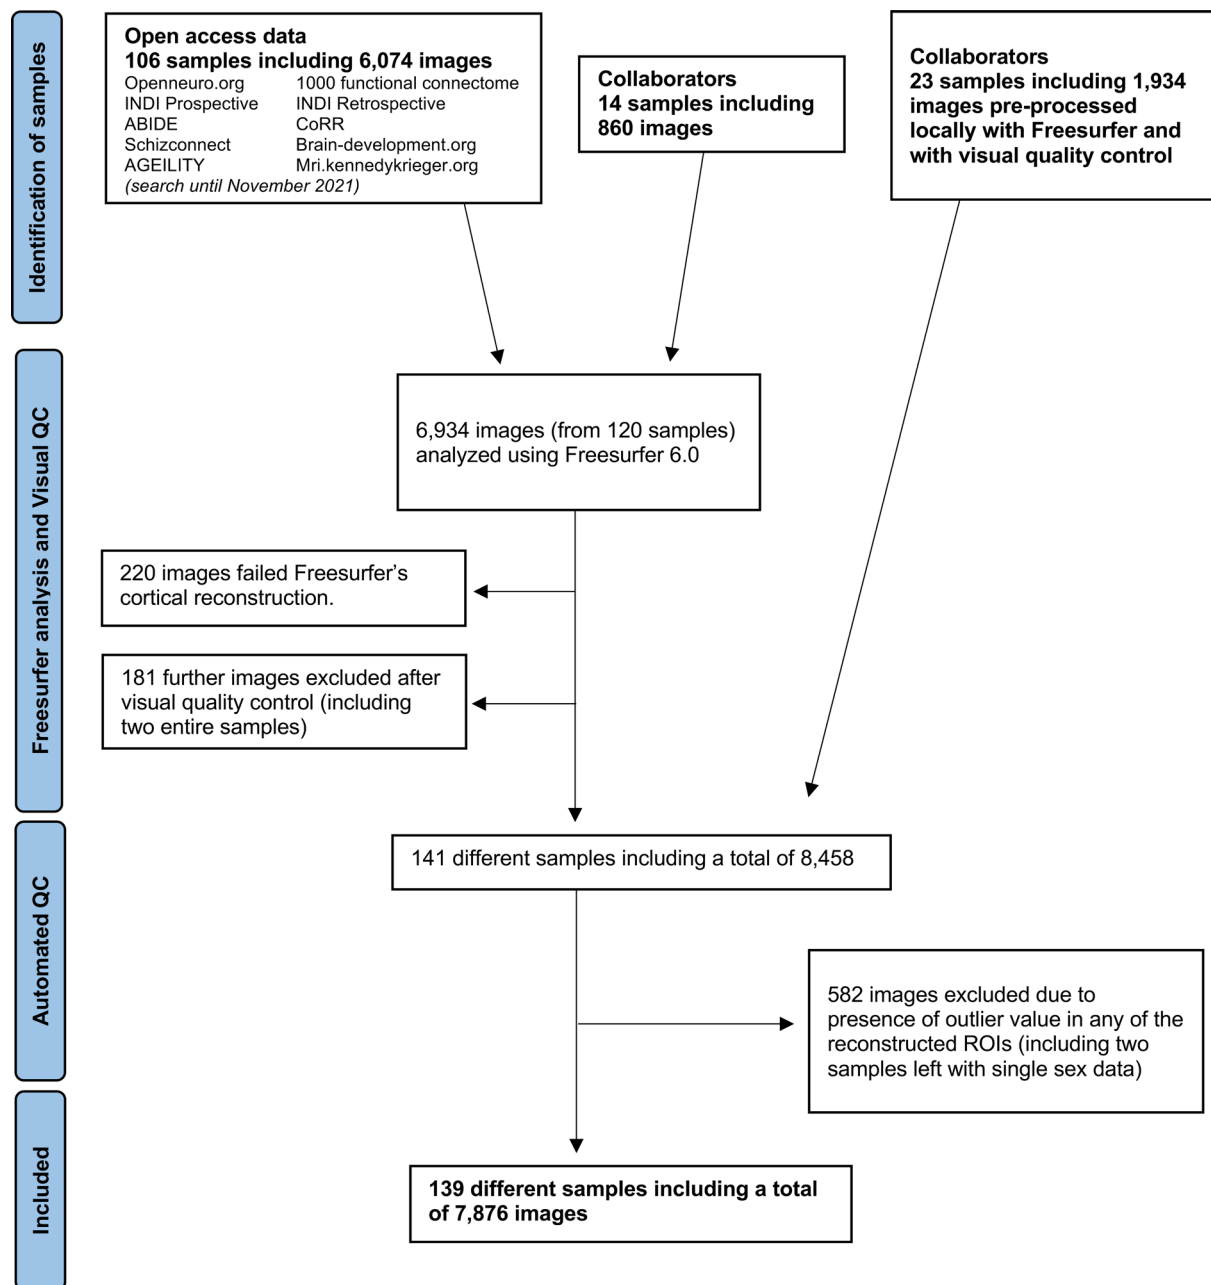 Identification of samples
Open access data
106 samples including 6,074 images
Openneuro.org 1000 functional connectome
INDI Prospective INDI Retrospective
ABIDE CoRR
Schizconnect Brain-development.org
AGEILITY Mri.kennedykrieger.org
(search until November 2021)
Collaborators
14 samples including
860 images
Collaborators
23 samples including 1,934
images pre-processed
locally with Freesurfer and
with visual quality control
Freesurfer analysis and Visual QC
6,934 images (from 120 samples)
analyzed using Freesurfer 6.0
220 images failed Freesurfer's
cortical reconstruction.
181 further images excluded after
visual quality control (including
two entire samples)
Automated QC
141 different samples including a total of 8,458
582 images excluded due to
presence of outlier value in any of the
reconstructed ROIs (including two
samples left with single sex data)
Included
139 different samples including a total
of 7,876 images